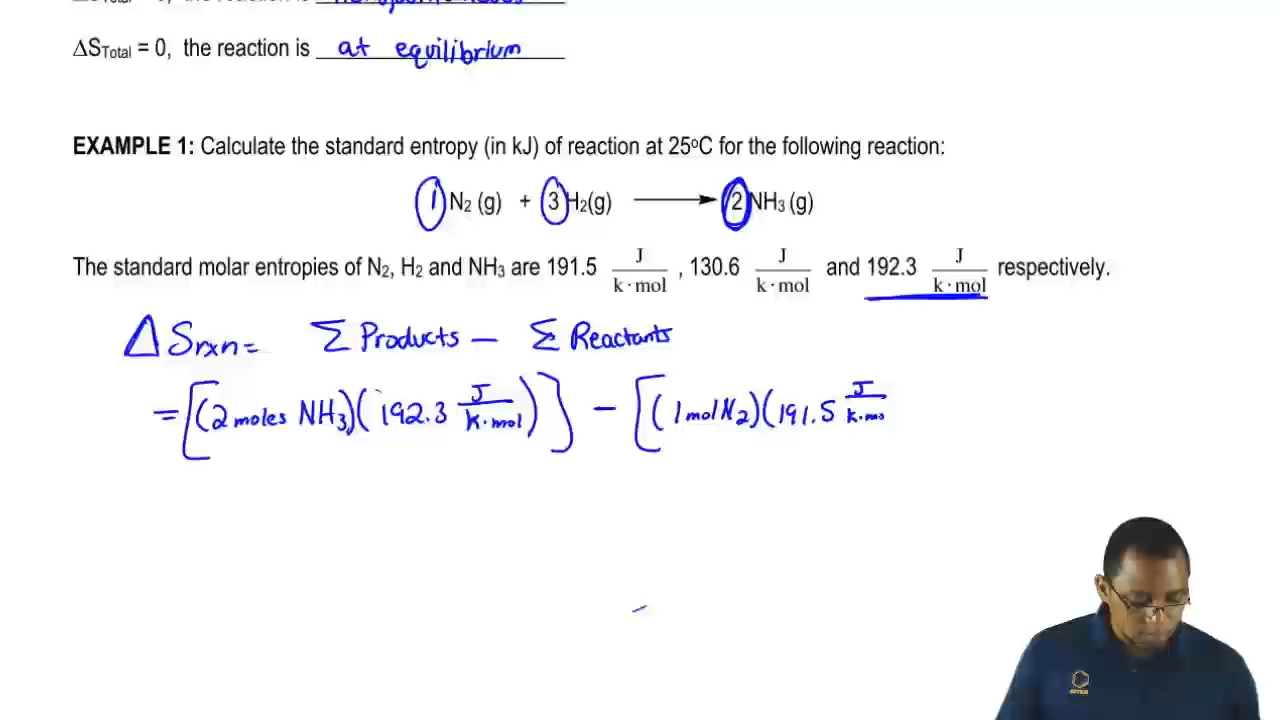 ΔSTotal = 0, the reaction is at equilibrium
EXAMPLE 1: Calculate the standard entropy (in kJ) of reaction at 25oC for the following reaction:
1 N2 (g) + 3 H2(g) → 2 NH3 (g)
The standard molar entropies of N2, H2 and NH3 are 191.5 J/k·mol , 130.6 J/k·mol and 192.3 J/k·mol respectively.
ΔSrxn = Σ Products − Σ Reactants
= [(2 moles NH3)(192.3 J/k·mol)] − [(1 mol N2)(191.5 J/k·mo